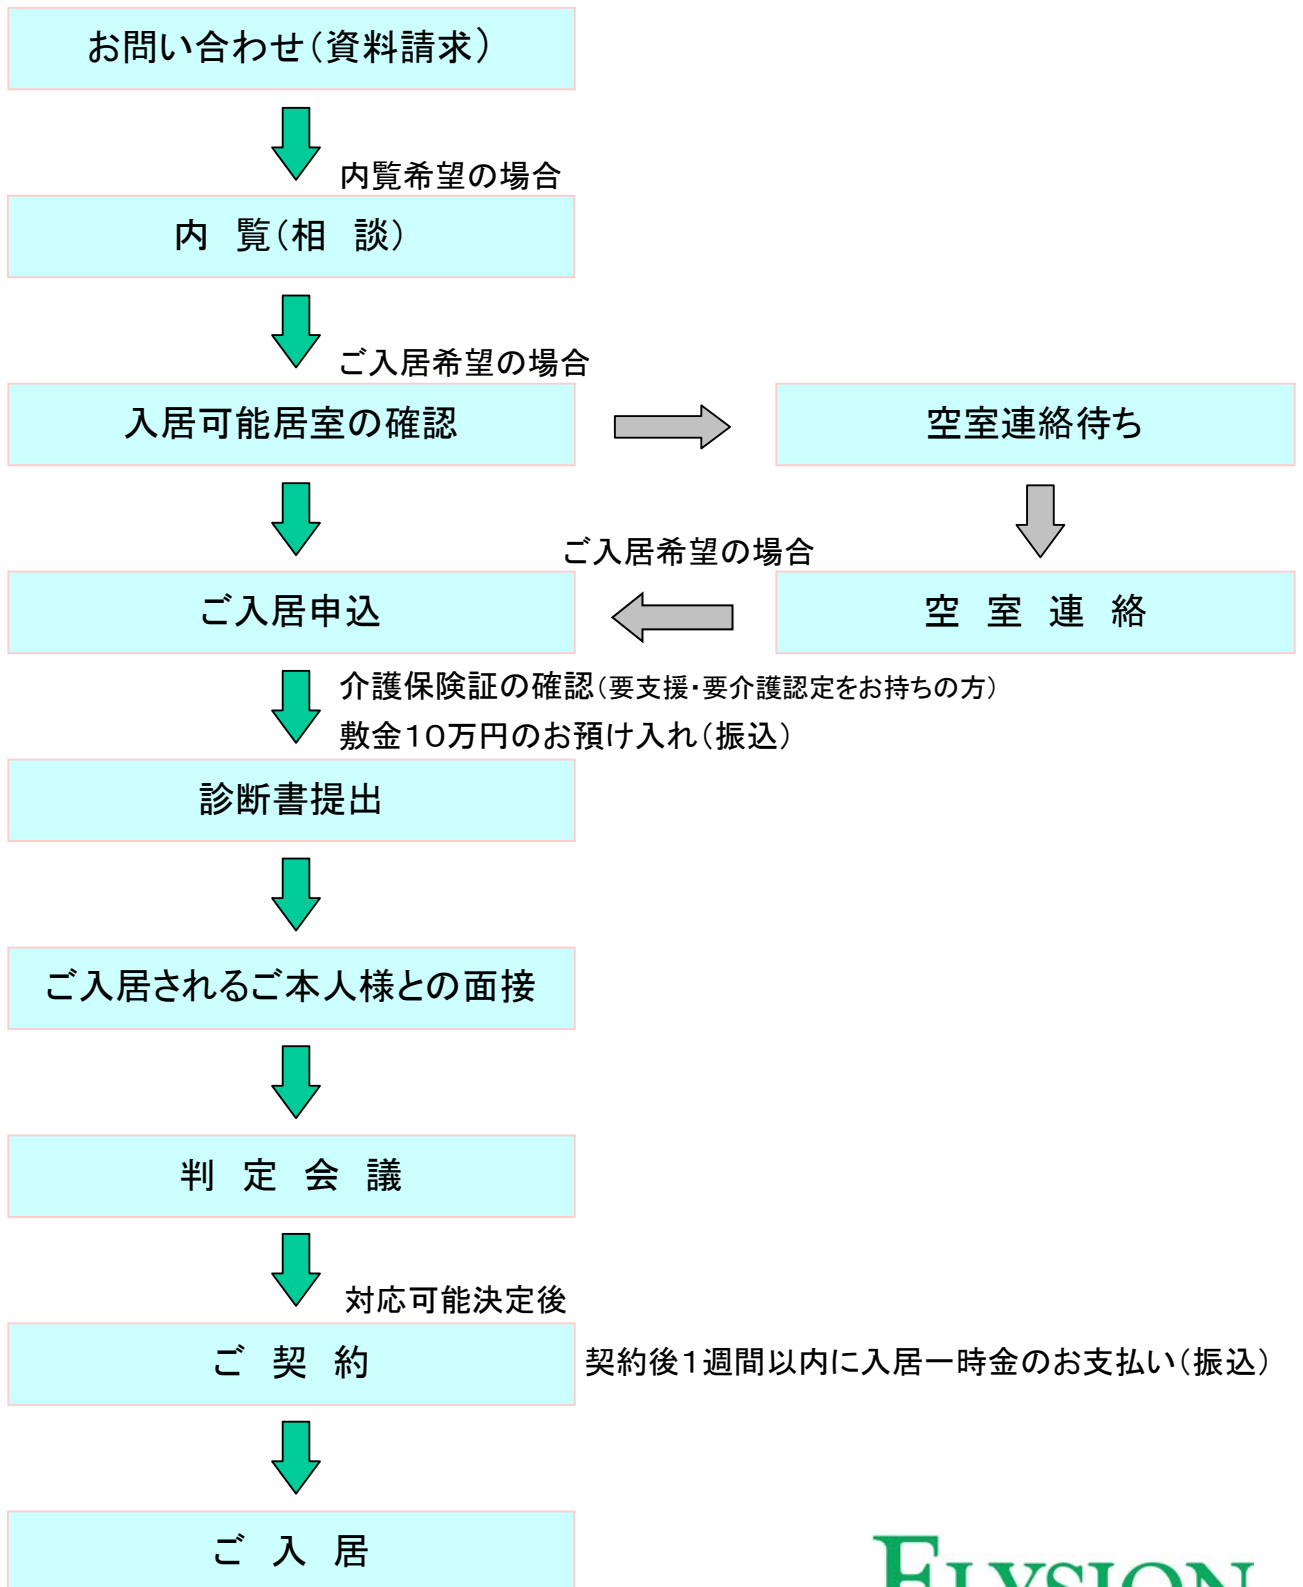 お問い合わせ（資料請求）
内覧希望の場合
内　覧（相　談）
ご入居希望の場合
入居可能居室の確認
空室連絡待ち
ご入居希望の場合
ご入居申込
空　室　連　絡
介護保険証の確認（要支援・要介護認定をお持ちの方）
敷金１０万円のお預け入れ（振込）
診断書提出
ご入居されるご本人様との面接
判　定　会　議
対応可能決定後
ご　契　約
契約後１週間以内に入居一時金のお支払い（振込）
ご　入　居
ELYSION